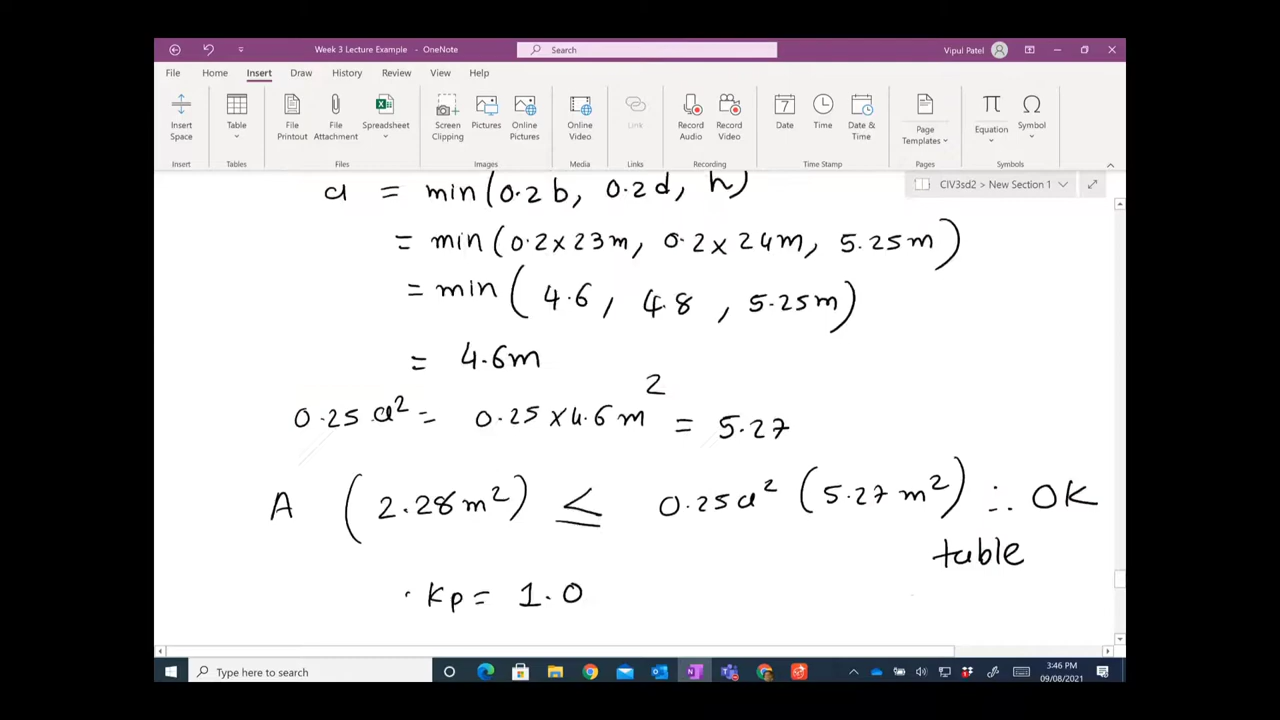 Week 3 Lecture Example - OneNote
Search
Vipul Patel
File Home Insert Draw History Review View Help
Insert Space
Table
File Printout
File Attachment
Spreadsheet
Screen Clipping
Pictures
Online Pictures
Online Video
Link
Record Audio
Record Video
Date
Time
Date & Time
Page Templates
Equation
Symbol
Insert Tables Files Images Media Links Recording Time Stamp Pages Symbols
CIV3sd2 > New Section 1
a = min(0.2b, 0.2d, h)
= min(0.2×23m, 0.2×24m, 5.25m)
= min(4.6, 4.8, 5.25m)
= 4.6m
0.25a² = 0.25×4.6m² = 5.27
A (2.28m²) ≤ 0.25a² (5.27m²) ∴ OK
table
Kp = 1.0
Type here to search
3:46 PM
09/08/2021